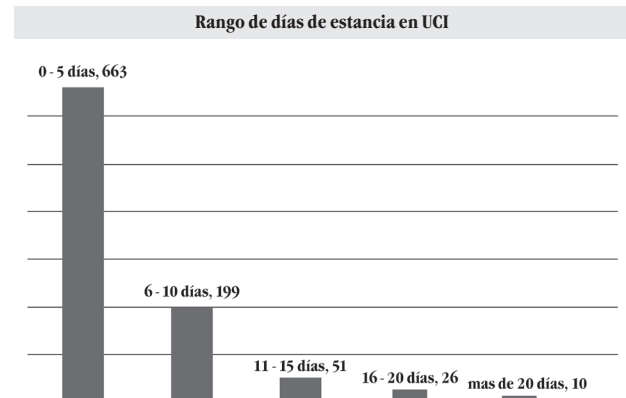 Rango de días de estancia en UCI
0 - 5 días, 663
6 - 10 días, 199
11 - 15 días, 51
16 - 20 días, 26
mas de 20 días, 10